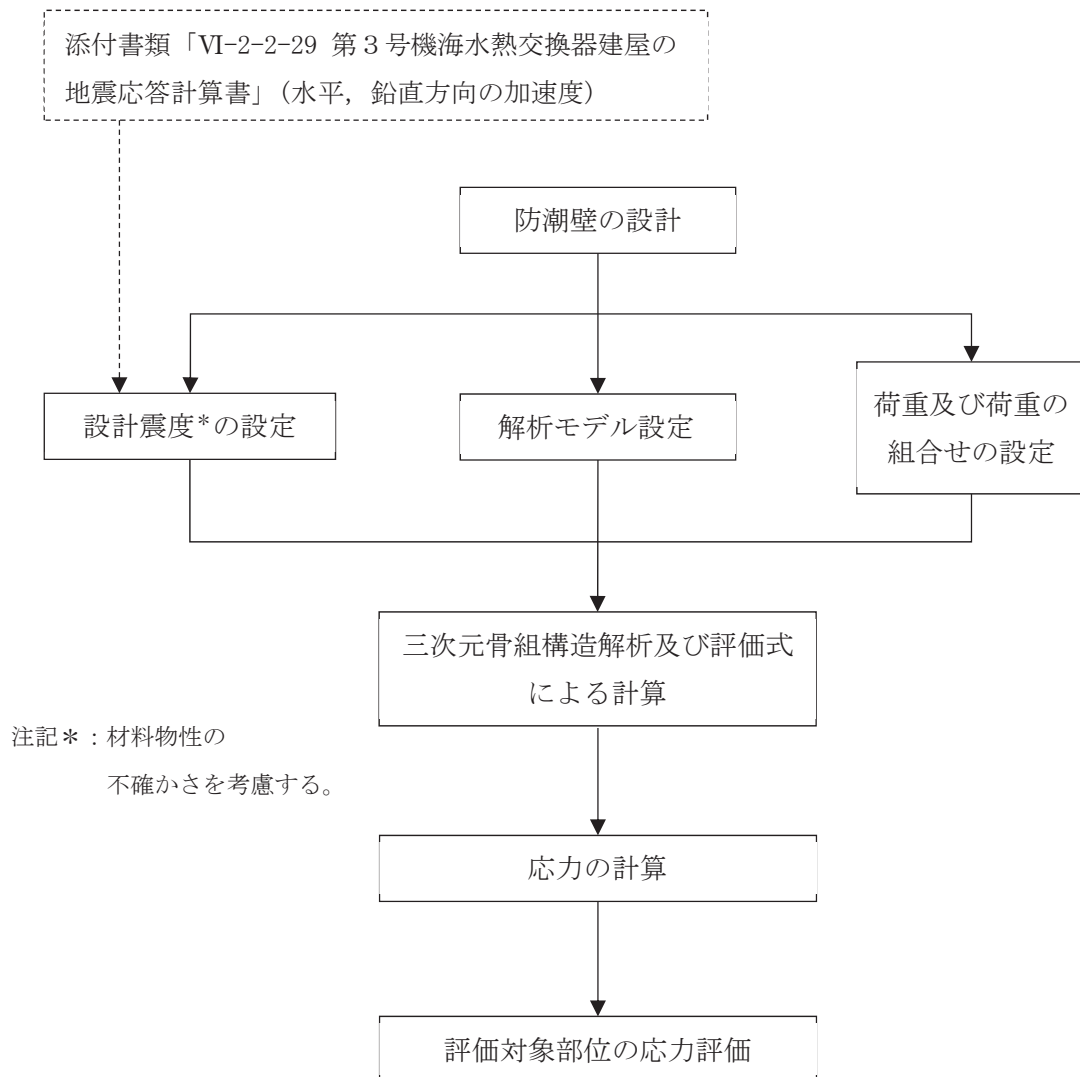 添付書類「Ⅵ-2-2-29 第３号機海水熱交換器建屋の
地震応答計算書」（水平，鉛直方向の加速度）
防潮壁の設計
設計震度*の設定
解析モデル設定
荷重及び荷重の
組合せの設定
三次元骨組構造解析及び評価式
による計算
注記＊：材料物性の
不確かさを考慮する。
応力の計算
評価対象部位の応力評価